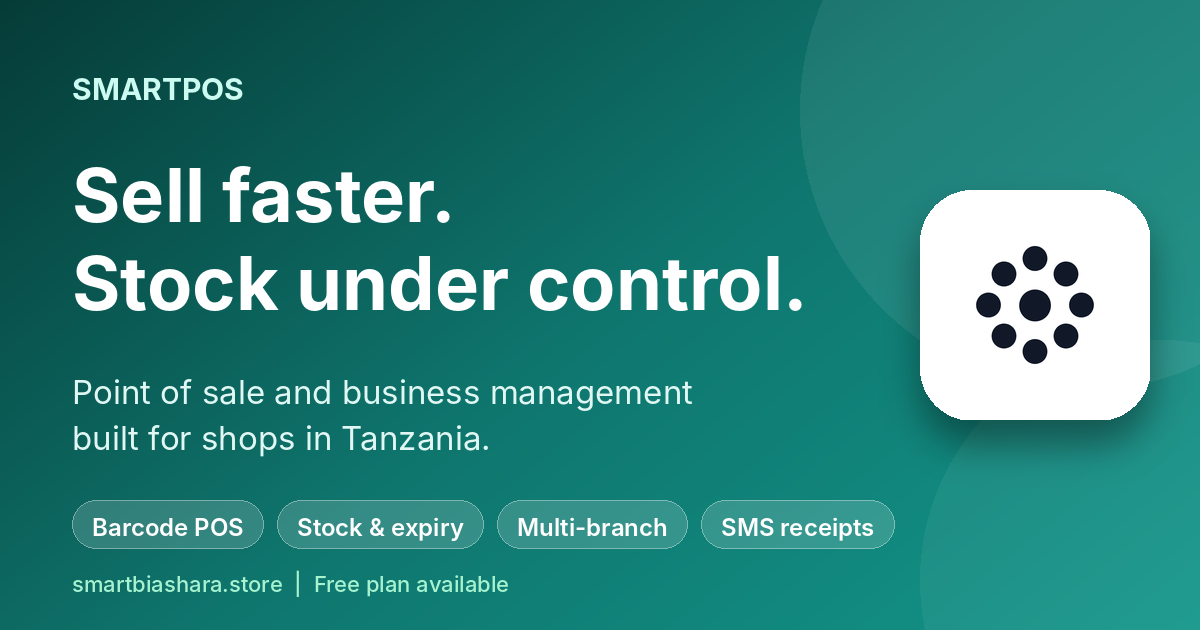 SMARTPOS
Sell faster.
Stock under control.
Point of sale and business management
built for shops in Tanzania.
Barcode POS
Stock & expiry
Multi-branch
SMS receipts
smartbiashara.store | Free plan available